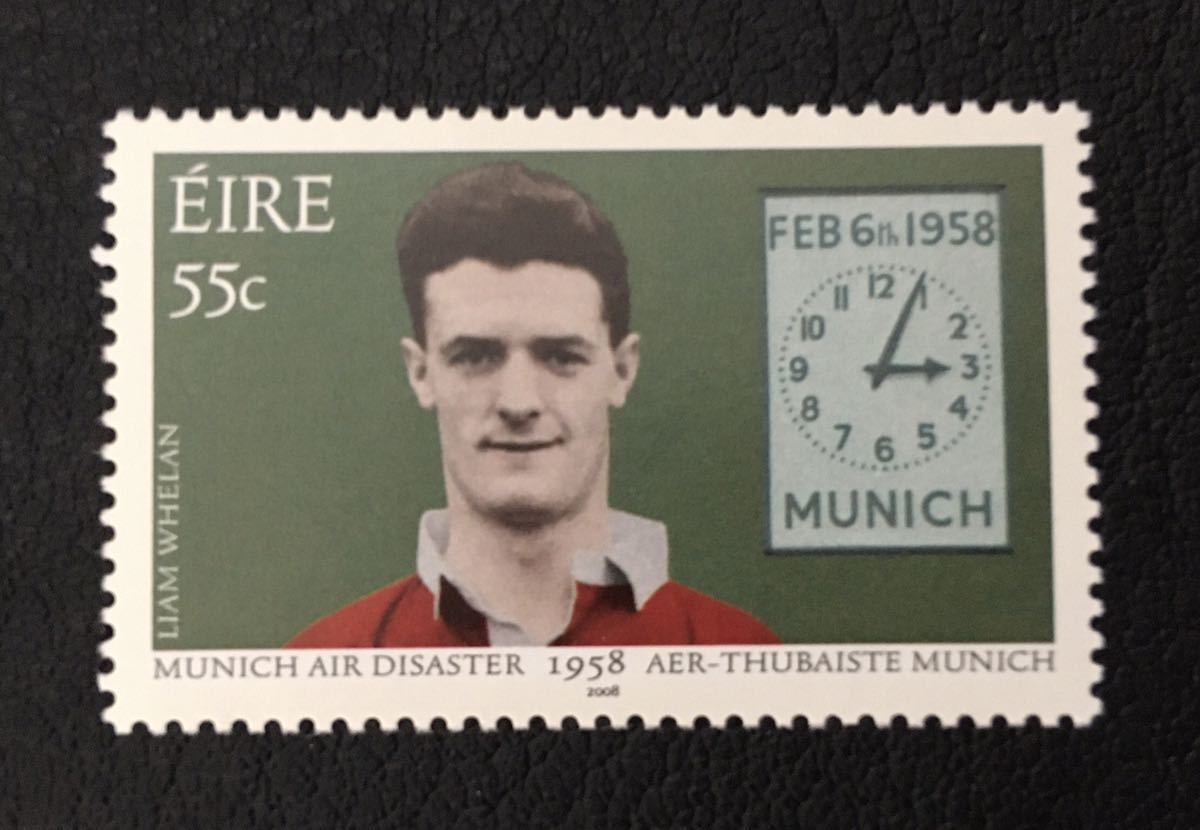 ÉIRE
55c
LIAM WHELAN
FEB 6th 1958
12
1
2
3
4
5
6
7
8
9
10
11
MUNICH
MUNICH AIR DISASTER 1958 AER-THUBAISTE MUNICH
2008